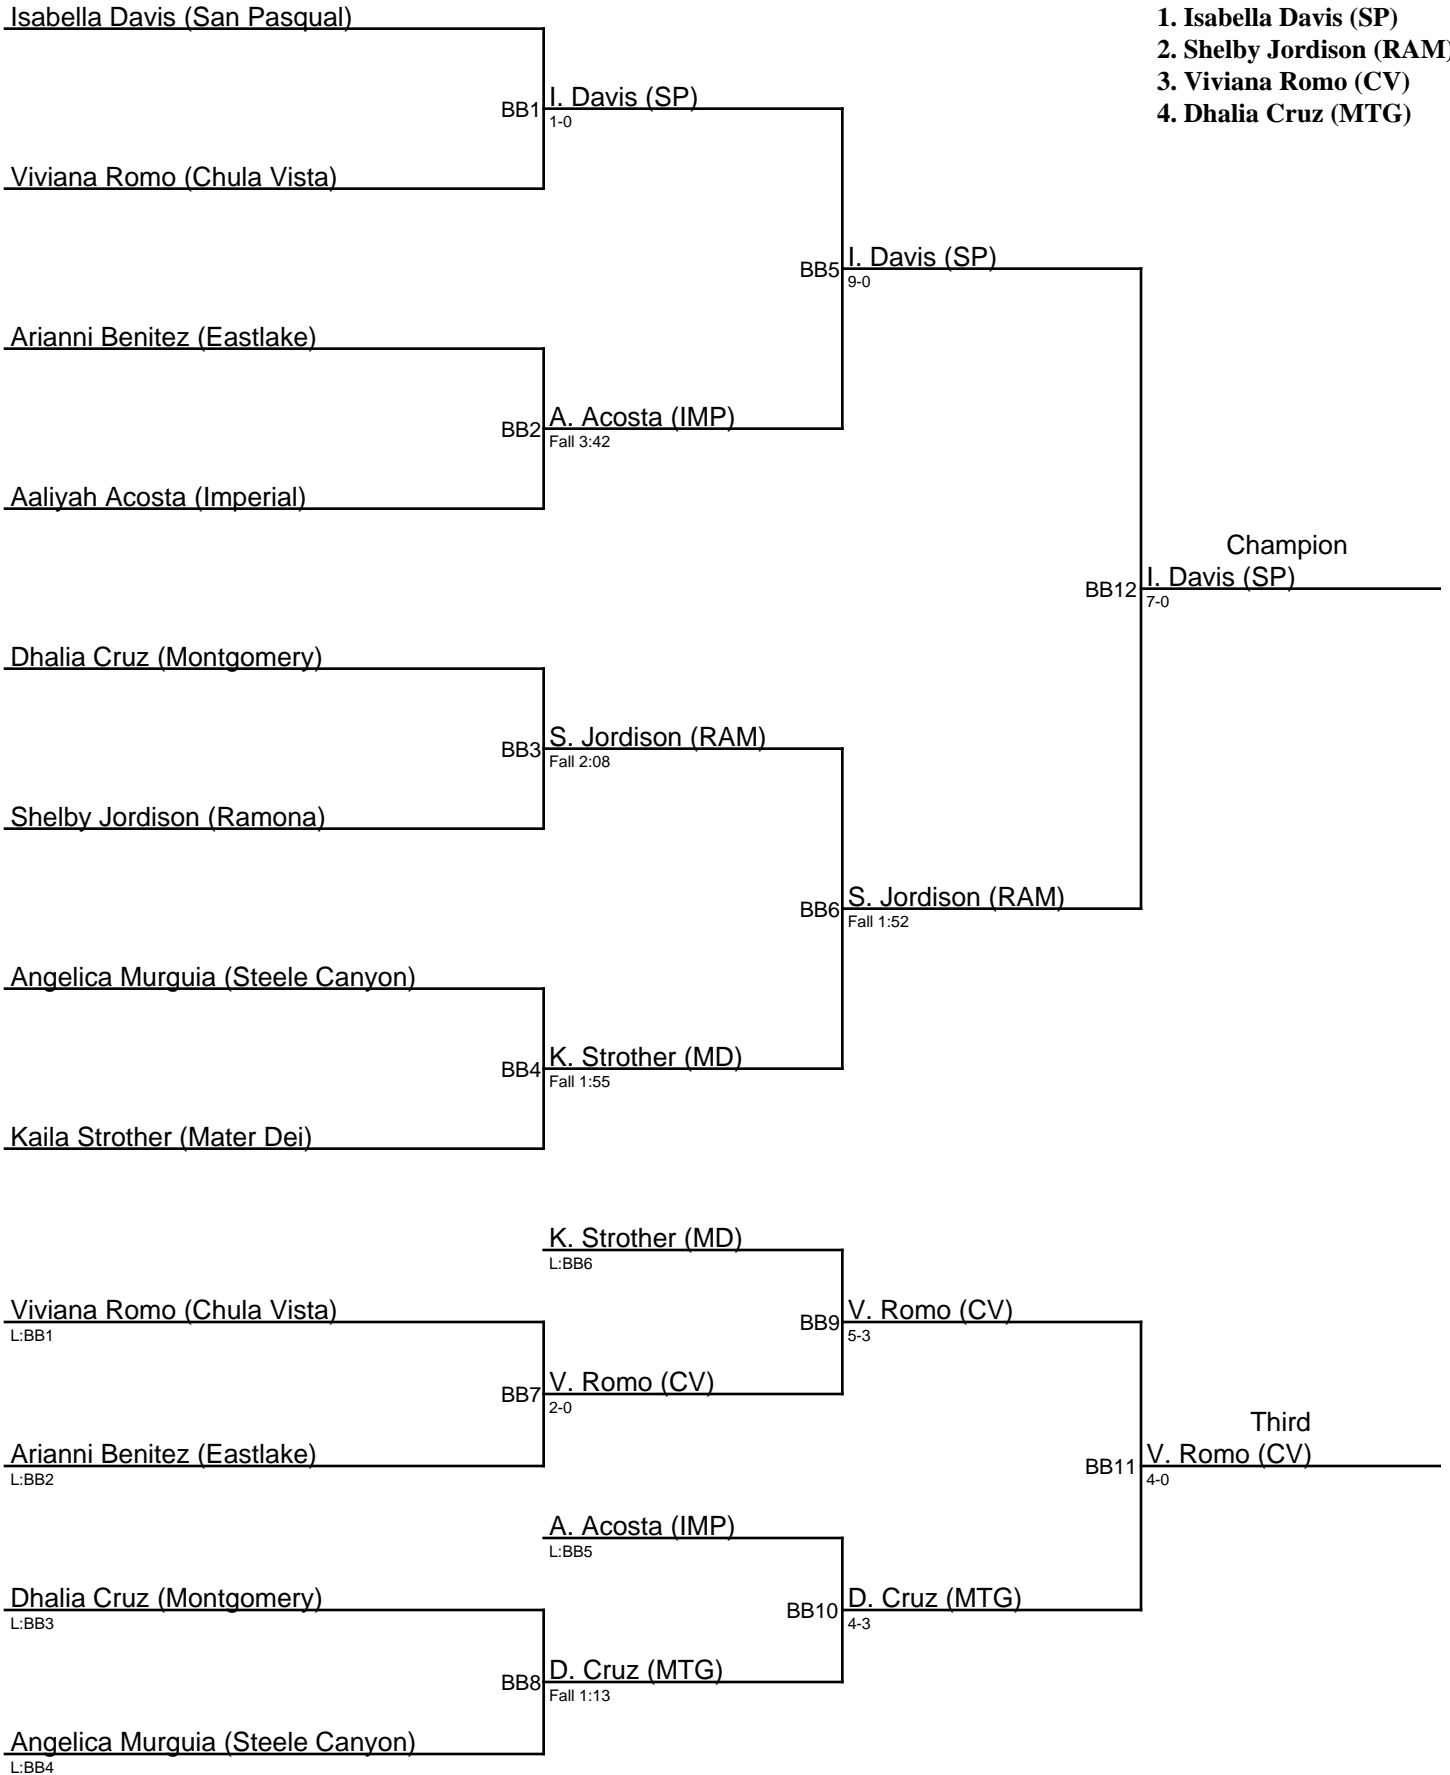 Isabella Davis (San Pasqual)
1. Isabella Davis (SP)
2. Shelby Jordison (RAM)
3. Viviana Romo (CV)
4. Dhalia Cruz (MTG)
BB1 I. Davis (SP)
1-0
Viviana Romo (Chula Vista)
BB5 I. Davis (SP)
9-0
Arianni Benitez (Eastlake)
BB2 A. Acosta (IMP)
Fall 3:42
Aaliyah Acosta (Imperial)
Champion
BB12 I. Davis (SP)
7-0
Dhalia Cruz (Montgomery)
BB3 S. Jordison (RAM)
Fall 2:08
Shelby Jordison (Ramona)
BB6 S. Jordison (RAM)
Fall 1:52
Angelica Murguia (Steele Canyon)
BB4 K. Strother (MD)
Fall 1:55
Kaila Strother (Mater Dei)
K. Strother (MD)
L:BB6
Viviana Romo (Chula Vista)
L:BB1
BB9 V. Romo (CV)
5-3
BB7 V. Romo (CV)
2-0
Arianni Benitez (Eastlake)
L:BB2
Third
BB11 V. Romo (CV)
4-0
A. Acosta (IMP)
L:BB5
Dhalia Cruz (Montgomery)
L:BB3
BB10 D. Cruz (MTG)
4-3
BB8 D. Cruz (MTG)
Fall 1:13
Angelica Murguia (Steele Canyon)
L:BB4